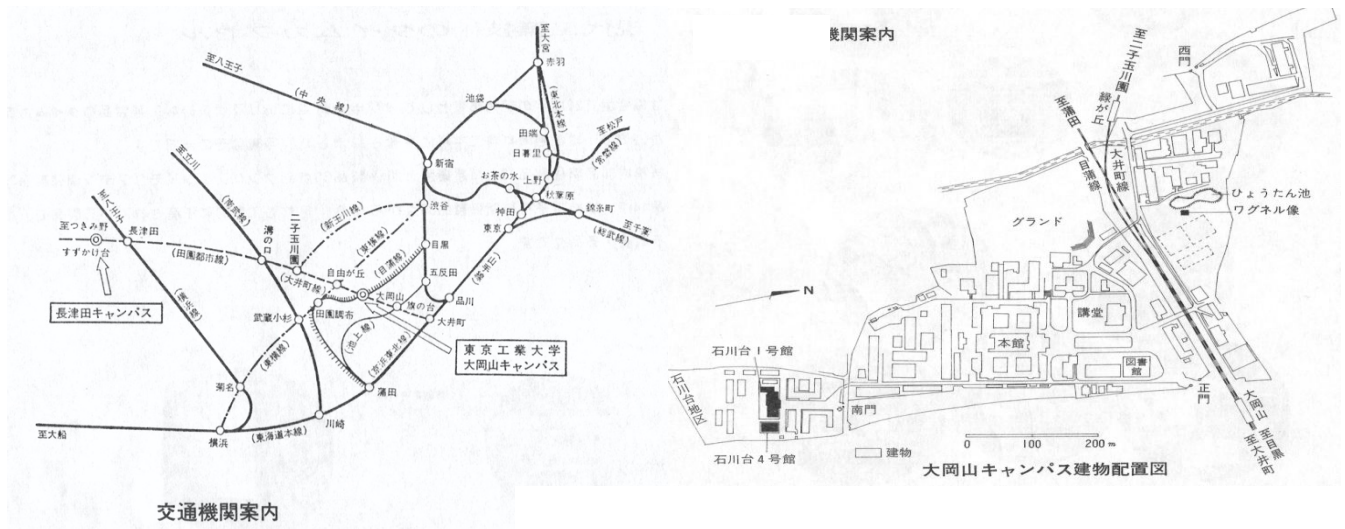 至大宮
赤羽
至八王子
(中央線)
池袋
(東北本線)
田端
至松戸
日暮里
(常磐線)
至立川
新宿
お茶の水
上野
秋葉原
至八王子
(南武線)
二子玉川園
(新玉川線)
渋谷
神田
錦糸町
至つきみ野
長津田
溝の口
東京
至千葉
(総武線)
すずかけ台
(田園都市線)
(東横線)
目黒
(目蒲線)
自由が丘
(大井町線)
五反田
大岡山
旗の台
品川
長津田キャンパス
(横浜線)
武蔵小杉
田園調布
(池上線)
大井町
(東横線)
(京浜東北線)
東京工業大学
大岡山キャンパス
菊名
蒲田
川崎
至大船
横浜
(東海道本線)
交通機関案内
機関案内
至二子玉川園
西門
至蒲田
緑が丘
目蒲線
大井町線
ひょうたん池
ワグネル像
グランド
N
講堂
本館
図書館
石川台1号館
石川台地区
南門
正門
大岡山
至目黒
至大井町
石川台4号館
0 100 200 m
建物
大岡山キャンパス建物配置図